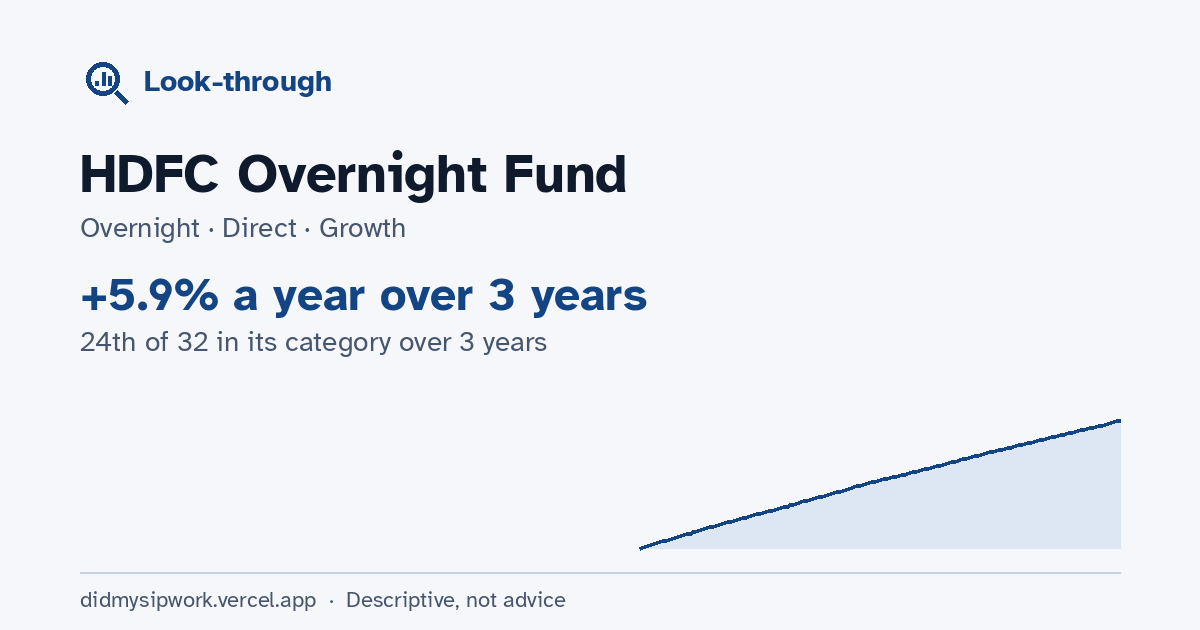 Look-through
HDFC Overnight Fund
Overnight · Direct · Growth
+5.9% a year over 3 years
24th of 32 in its category over 3 years
didmysipwork.vercel.app · Descriptive, not advice